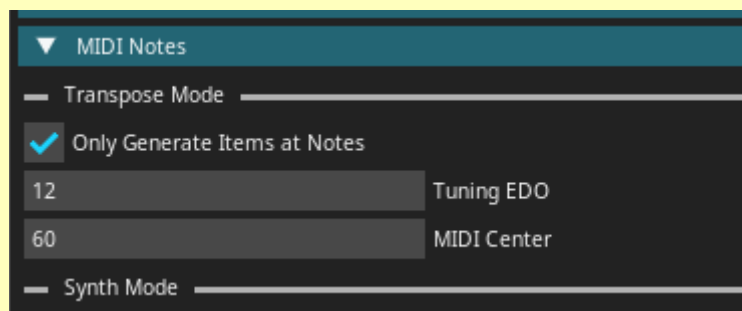 MIDI Notes
Transpose Mode
Only Generate Items at Notes
12 Tuning EDO
60 MIDI Center
Synth Mode